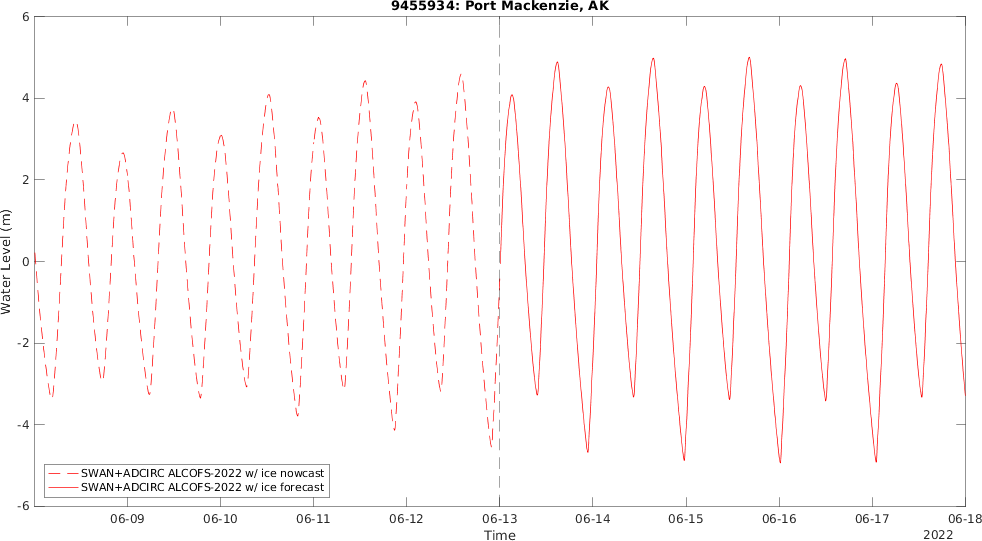 9455934: Port Mackenzie, AK
6
4
2
0
-2
-4
-6
Water Level (m)
SWAN+ADCIRC ALCOFS-2022 w/ ice nowcast
SWAN+ADCIRC ALCOFS-2022 w/ ice forecast
06-09 06-10 06-11 06-12 06-13 06-14 06-15 06-16 06-17 06-18
Time
2022